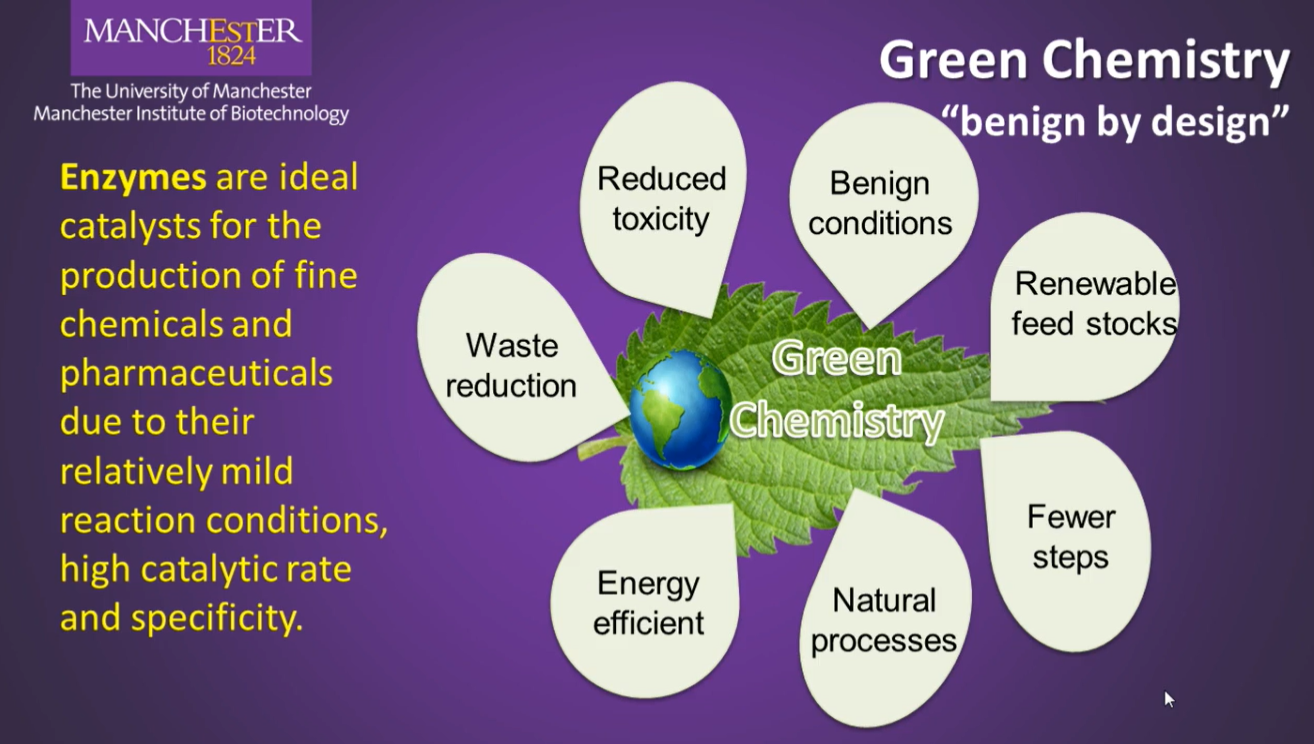 MANCHESTER
1824
The University of Manchester
Manchester Institute of Biotechnology
Green Chemistry
“benign by design”
Enzymes are ideal
catalysts for the
production of fine
chemicals and
pharmaceuticals
due to their
relatively mild
reaction conditions,
high catalytic rate
and specificity.
Reduced
toxicity
Benign
conditions
Renewable
feed stocks
Waste
reduction
Green
Chemistry
Fewer
steps
Energy
efficient
Natural
processes